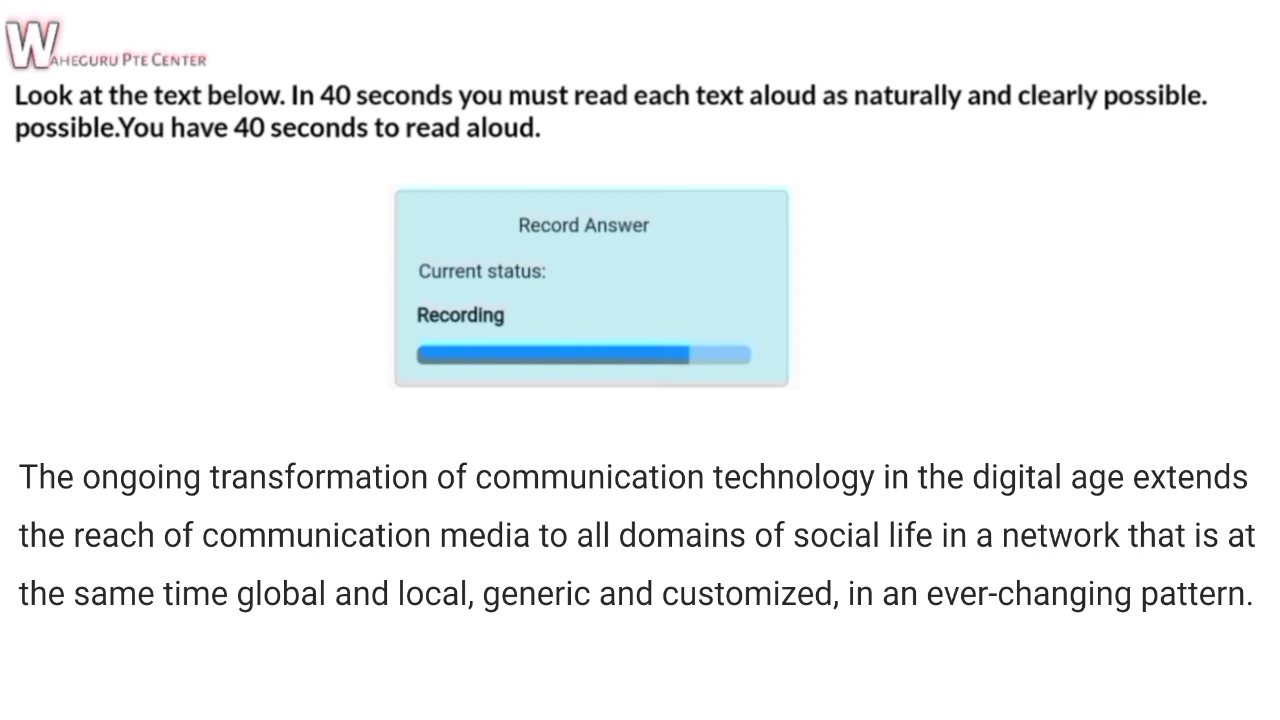 WAHEGURU PTE CENTER
Look at the text below. In 40 seconds you must read each text aloud as naturally and clearly possible.
possible.You have 40 seconds to read aloud.
Record Answer
Current status:
Recording
The ongoing transformation of communication technology in the digital age extends
the reach of communication media to all domains of social life in a network that is at
the same time global and local, generic and customized, in an ever-changing pattern.